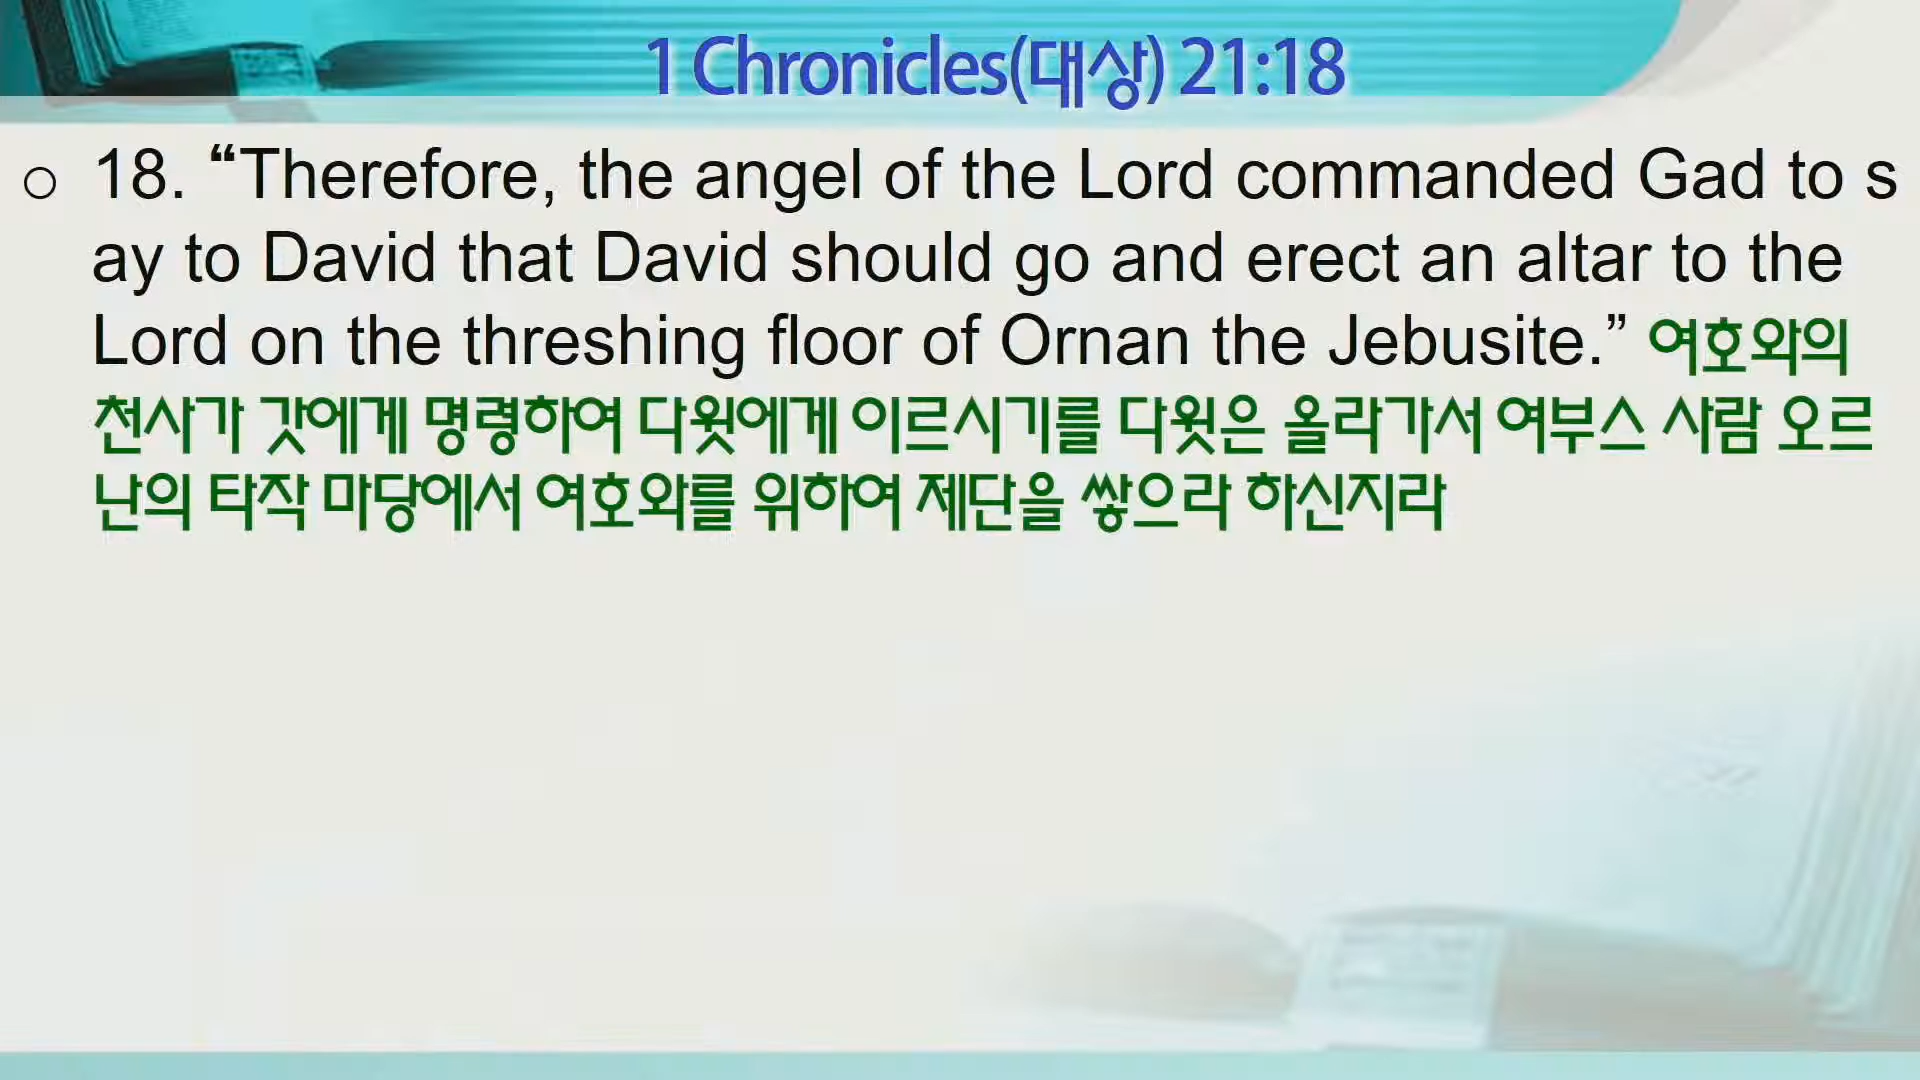 1 Chronicles(대상) 21:18
○ 18. “Therefore, the angel of the Lord commanded Gad to s
ay to David that David should go and erect an altar to the
Lord on the threshing floor of Ornan the Jebusite.” 여호와의
천사가 갓에게 명령하여 다윗에게 이르시기를 다윗은 올라가서 여부스 사람 오르
난의 타작 마당에서 여호와를 위하여 제단을 쌓으라 하신지라